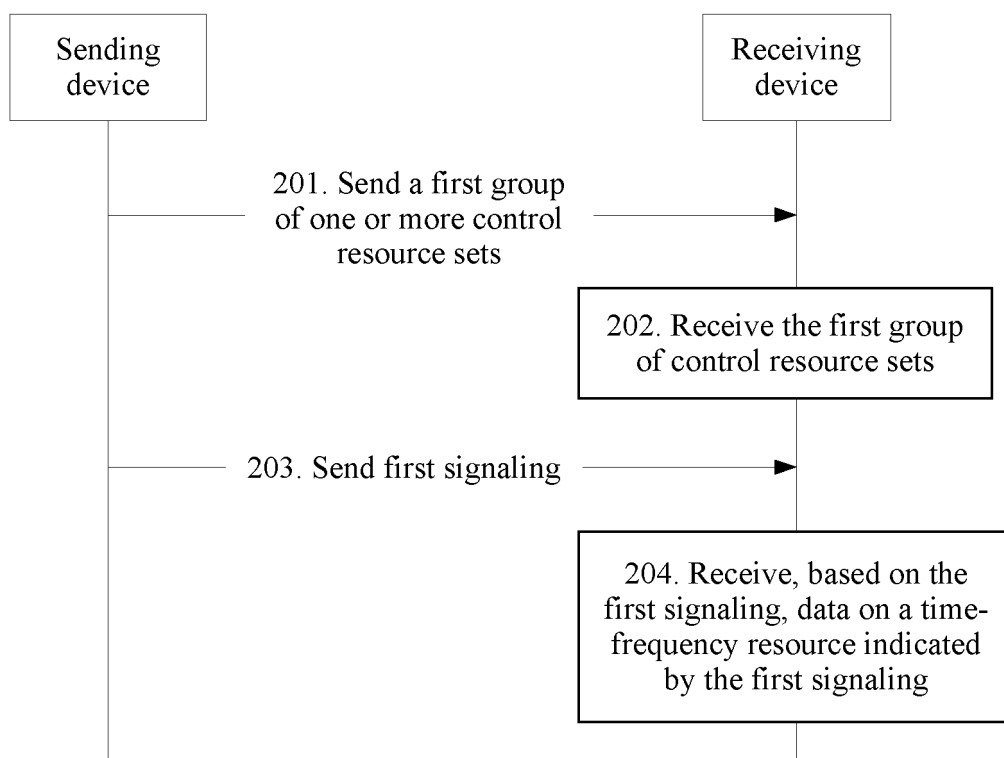 Sending
device
Receiving
device
201. Send a first group
of one or more control
resource sets
202. Receive the first group
of control resource sets
203. Send first signaling
204. Receive, based on the
first signaling, data on a time-
frequency resource indicated
by the first signaling